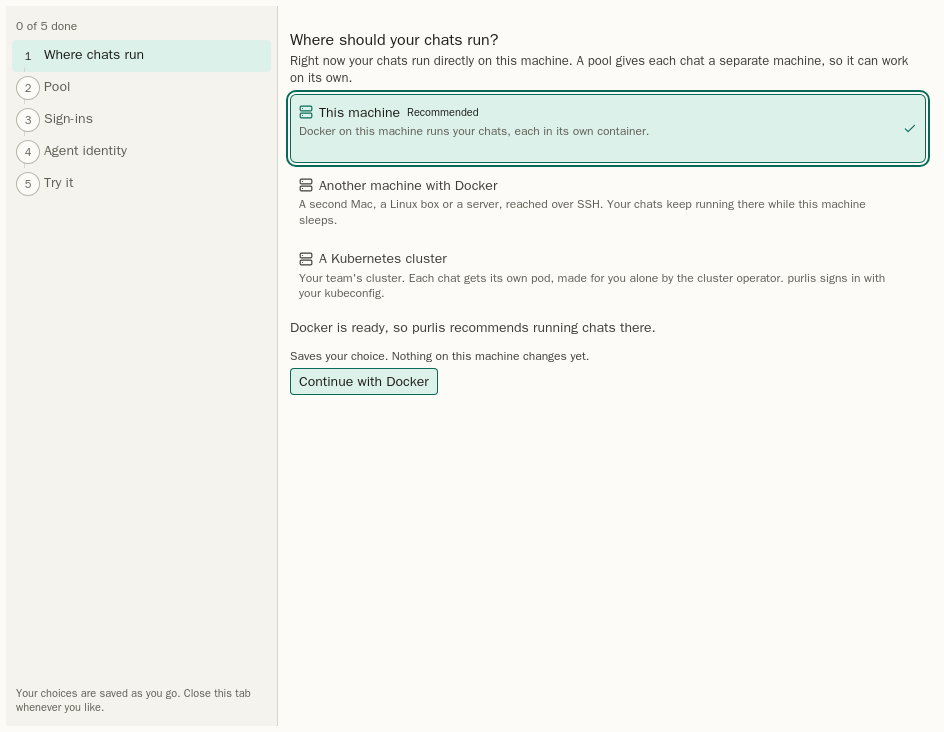 0 of 5 done
1 Where chats run
2 Pool
3 Sign-ins
4 Agent identity
5 Try it
Your choices are saved as you go. Close this tab
whenever you like.
Where should your chats run?
Right now your chats run directly on this machine. A pool gives each chat a separate machine, so it can work
on its own.
This machine Recommended
Docker on this machine runs your chats, each in its own container.
Another machine with Docker
A second Mac, a Linux box or a server, reached over SSH. Your chats keep running there while this machine
sleeps.
A Kubernetes cluster
Your team's cluster. Each chat gets its own pod, made for you alone by the cluster operator. purlis signs in with
your kubeconfig.
Docker is ready, so purlis recommends running chats there.
Saves your choice. Nothing on this machine changes yet.
Continue with Docker